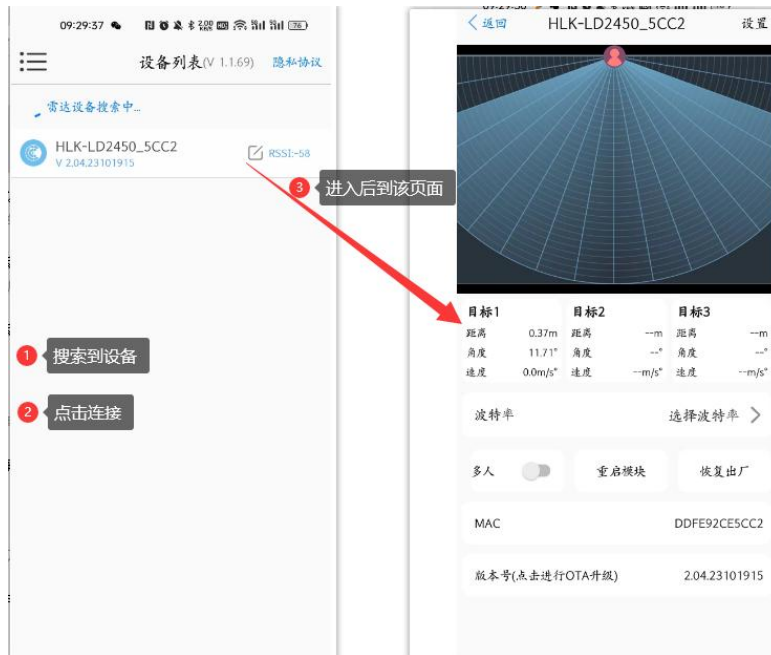 09:29:37
76
设备列表(V 1.1.69)
隐私协议
雷达设备搜索中...
HLK-LD2450_5CC2
V 2.04.23101915
RSSI:-58
1 搜索到设备
2 点击连接
3 进入后到该页面
返回
HLK-LD2450_5CC2
设置
目标1 目标2 目标3
距离 0.37m 距离 --m 距离 --m
角度 11.71° 角度 --° 角度 --°
速度 0.0m/s° 速度 --m/s° 速度 --m/s°
波特率 选择波特率
多人 重启模块 恢复出厂
MAC DDFE92CE5CC2
版本号(点击进行OTA升级) 2.04.23101915